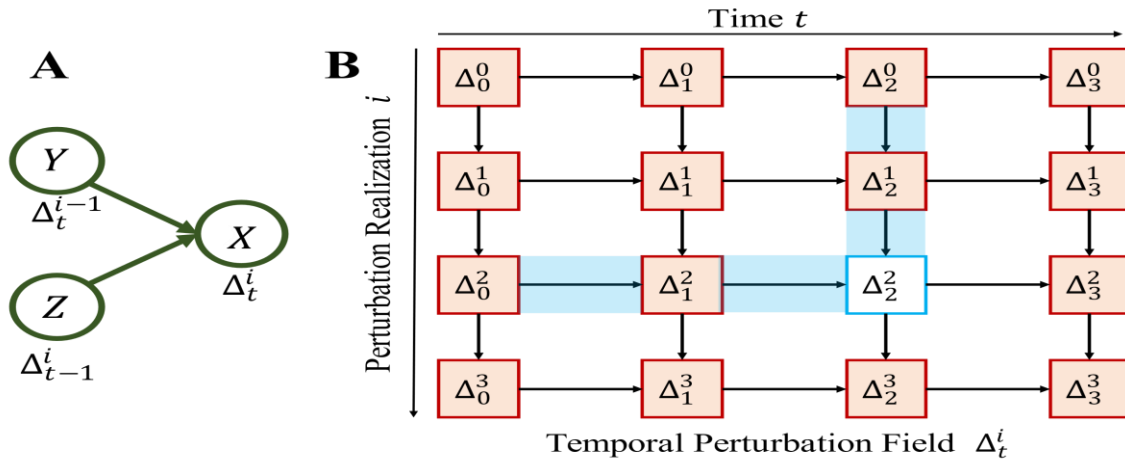 A
Y
Δ_t^{i−1}
X
Δ_t^i
Z
Δ_{t−1}^i
B
Time t
Perturbation Realization i
Δ_0^0 Δ_1^0 Δ_2^0 Δ_3^0
Δ_0^1 Δ_1^1 Δ_2^1 Δ_3^1
Δ_0^2 Δ_1^2 Δ_2^2 Δ_3^2
Δ_0^3 Δ_1^3 Δ_2^3 Δ_3^3
Temporal Perturbation Field Δ_t^i